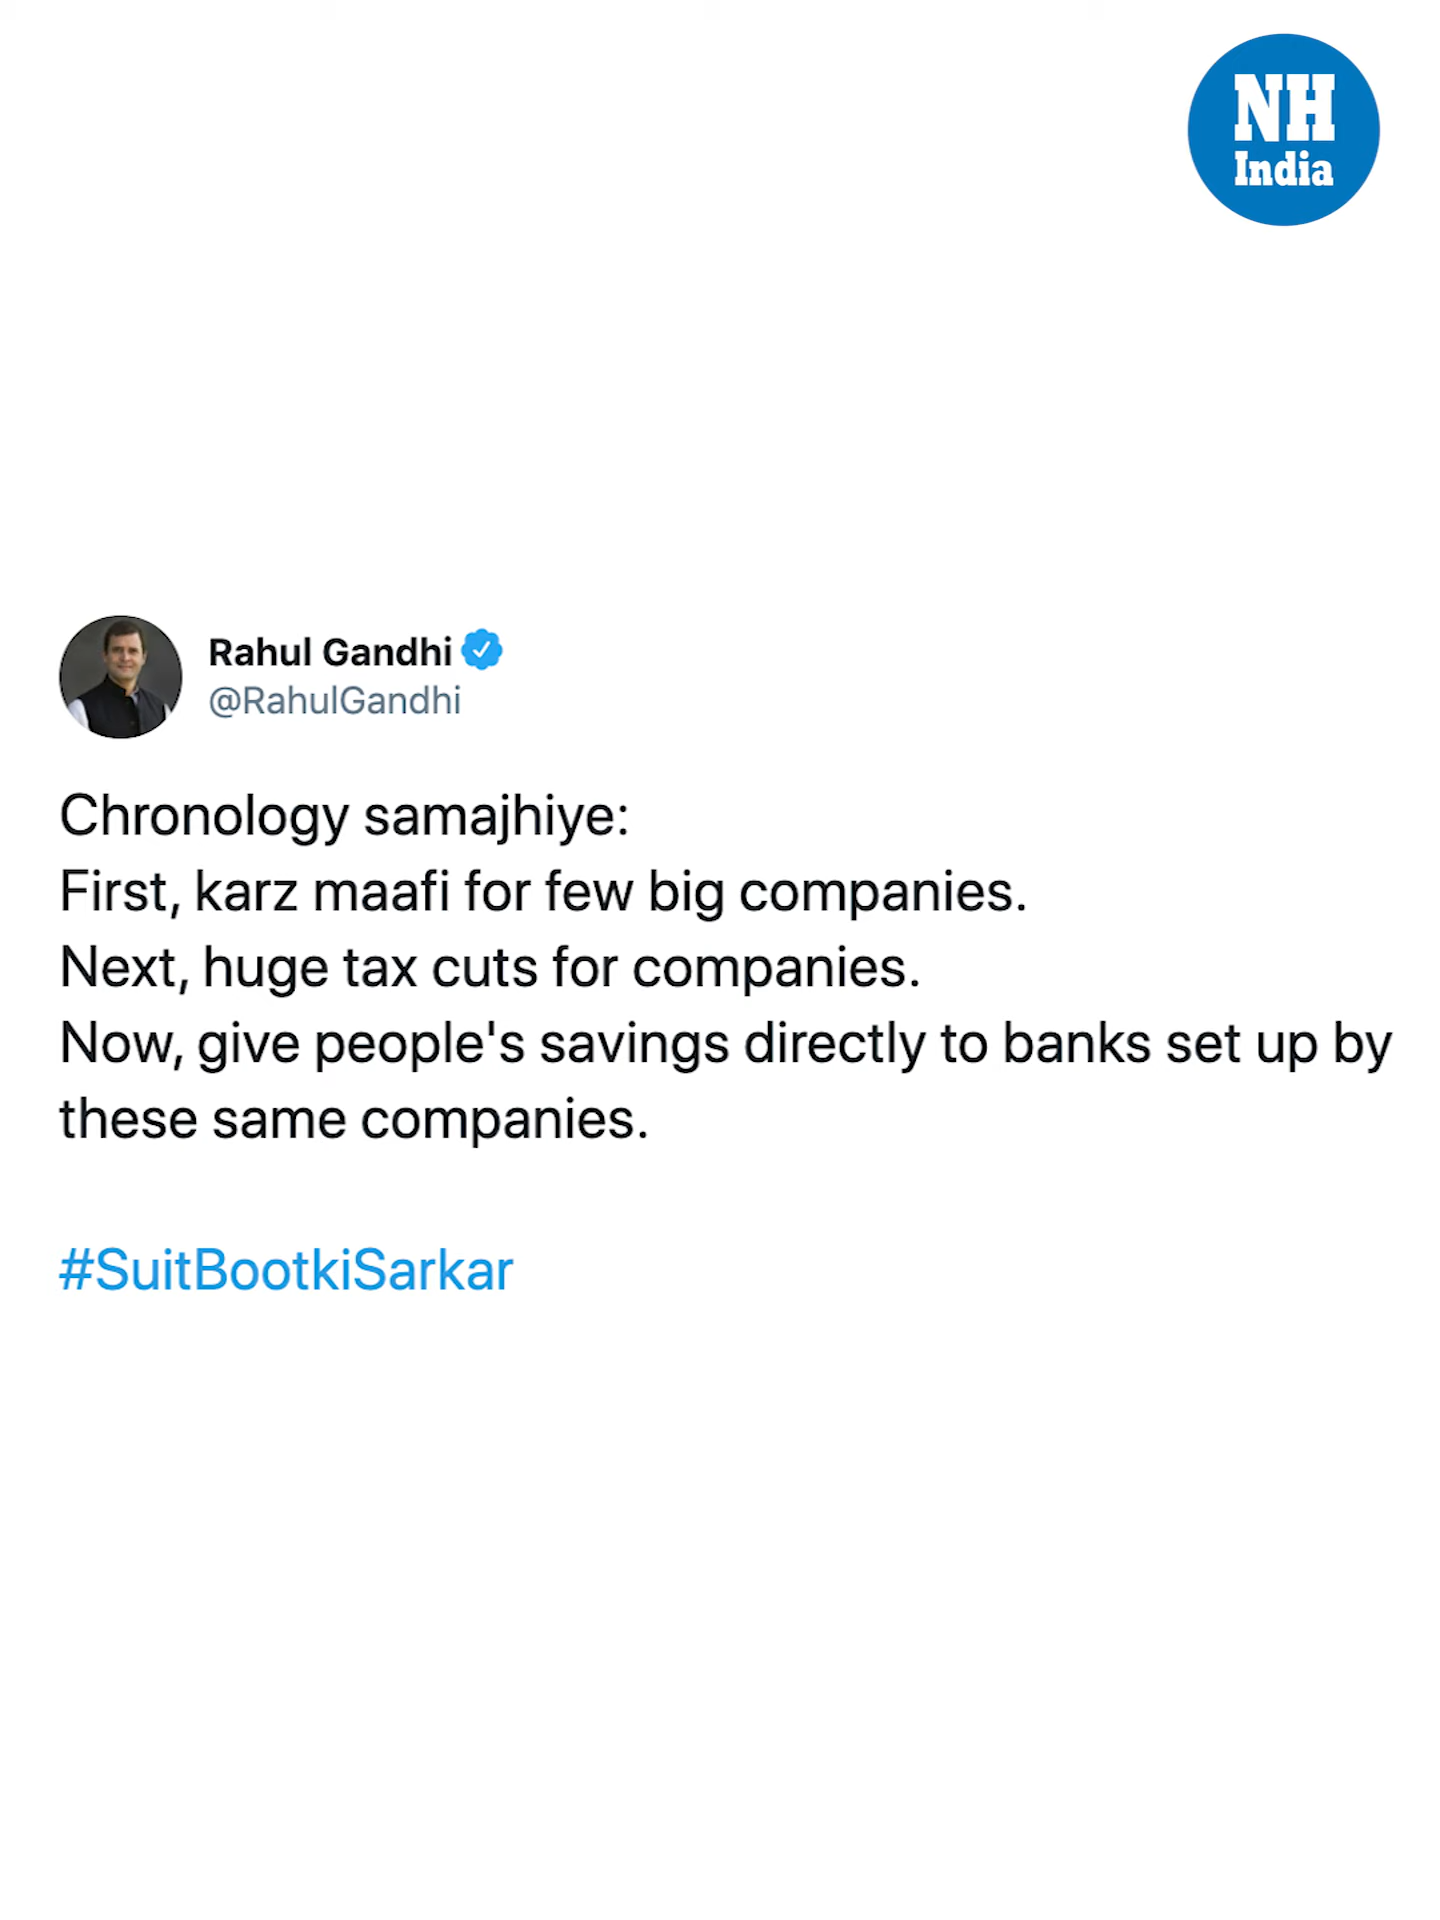 NH
India
Rahul Gandhi
@RahulGandhi
Chronology samajhiye:
First, karz maafi for few big companies.
Next, huge tax cuts for companies.
Now, give people's savings directly to banks set up by
these same companies.
#SuitBootkiSarkar